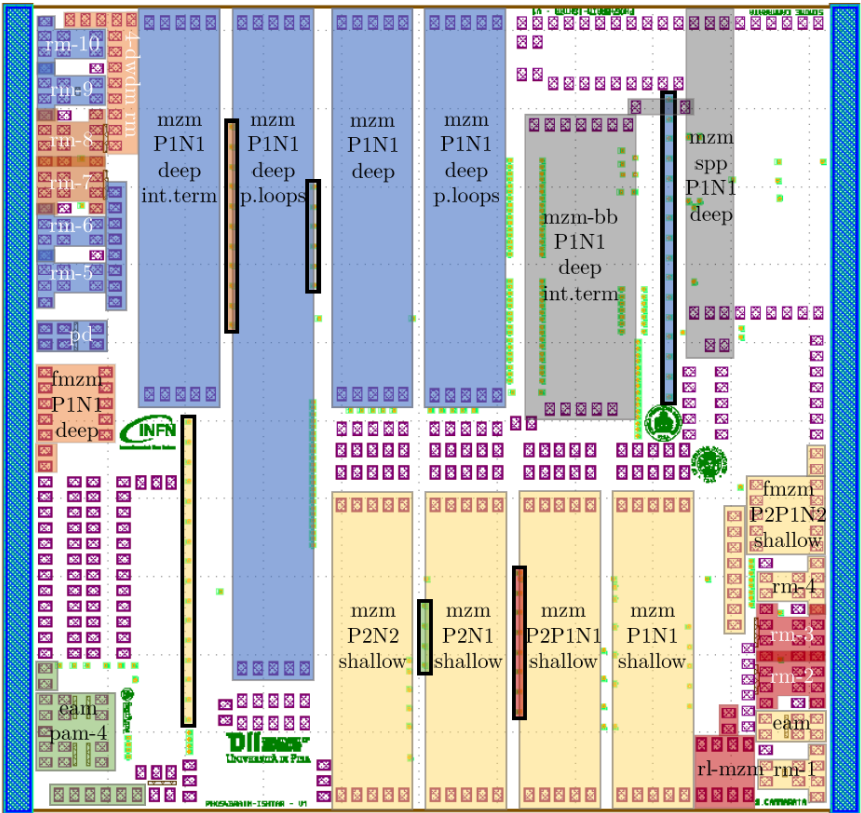 rm-10
rm-9
rm-8
rm-7
rm-6
rm-5
4-dwdm rm
pd
fmzm
P1N1
deep
mzm
P1N1
deep
int.term
mzm
P1N1
deep
p.loops
mzm
P1N1
deep
mzm
P1N1
deep
p.loops
mzm-bb
P1N1
deep
int.term
mzm
spp
P1N1
deep
INFN
fmzm
P2P1N2
shallow
mzm
P2N2
shallow
mzm
P2N1
shallow
mzm
P2P1N1
shallow
mzm
P1N1
shallow
rm-4
rm-3
rm-2
eam
rm-1
rl-mzm
eam
pam-4
UNIVERSITÀ DI PISA
PHOS4BRAIN-ISHTAR - V1